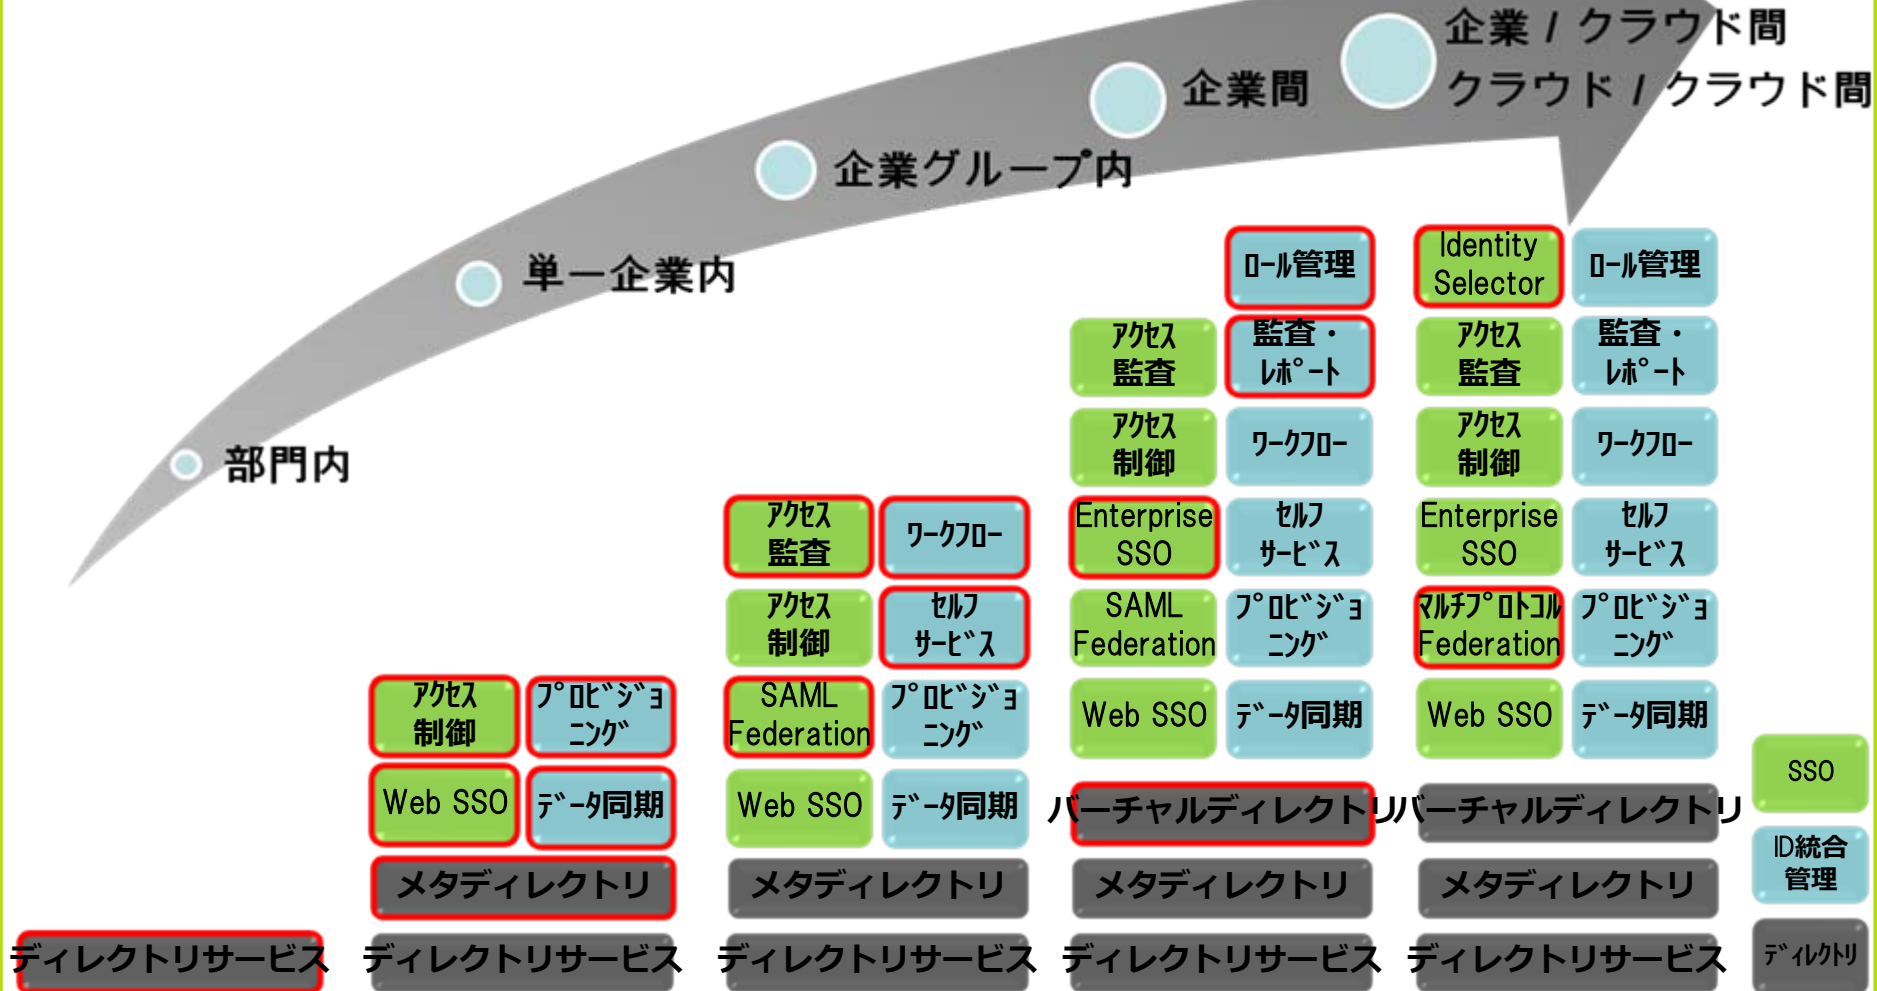 企業 / クラウド間
クラウド / クラウド間
企業間
企業グループ内
単一企業内
部門内
ディレクトリサービス
ｱｸｾｽ
制御
ﾌﾟﾛﾋﾞｼﾞｮ
ﾆﾝｸﾞ
Web SSO
ﾃﾞｰﾀ同期
メタディレクトリ
ディレクトリサービス
ｱｸｾｽ
監査
ﾜｰｸﾌﾛｰ
ｱｸｾｽ
制御
ｾﾙﾌ
ｻｰﾋﾞｽ
SAML
Federation
ﾌﾟﾛﾋﾞｼﾞｮ
ﾆﾝｸﾞ
Web SSO
ﾃﾞｰﾀ同期
メタディレクトリ
ディレクトリサービス
ﾛｰﾙ管理
ｱｸｾｽ
監査
監査・
ﾚﾎﾟｰﾄ
ｱｸｾｽ
制御
ﾜｰｸﾌﾛｰ
Enterprise
SSO
ｾﾙﾌ
ｻｰﾋﾞｽ
SAML
Federation
ﾌﾟﾛﾋﾞｼﾞｮ
ﾆﾝｸﾞ
Web SSO
ﾃﾞｰﾀ同期
バーチャルディレクトリ
メタディレクトリ
ディレクトリサービス
Identity
Selector
ﾛｰﾙ管理
ｱｸｾｽ
監査
監査・
ﾚﾎﾟｰﾄ
ｱｸｾｽ
制御
ﾜｰｸﾌﾛｰ
Enterprise
SSO
ｾﾙﾌ
ｻｰﾋﾞｽ
ﾏﾙﾁﾌﾟﾛﾄｺﾙ
Federation
ﾌﾟﾛﾋﾞｼﾞｮ
ﾆﾝｸﾞ
Web SSO
ﾃﾞｰﾀ同期
バーチャルディレクトリ
メタディレクトリ
ディレクトリサービス
SSO
ID統合
管理
ﾃﾞｨﾚｸﾄﾘ